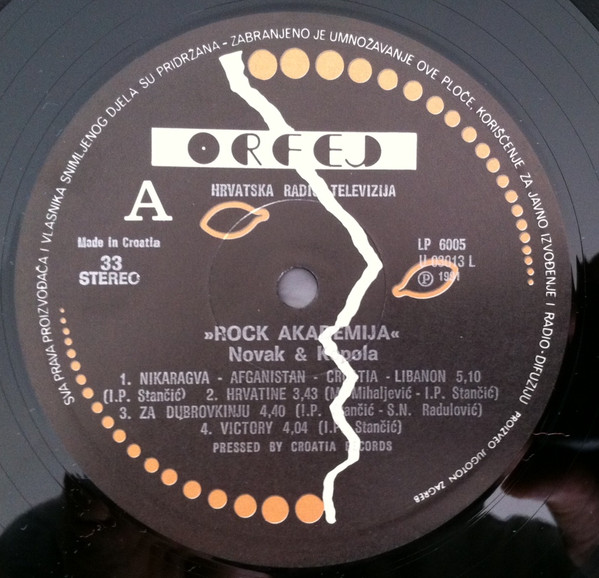 SVA PRAVA PROIZVOĐAČA I VLASNIKA SNIMLJENOG DJELA SU PRIDRŽANA - ZABRANJENO JE UMNOŽAVANJE OVE PLOČE, KORIŠĆENJE ZA JAVNO IZVOĐENJE I RADIO-DIFUZIJU
PROIZVEO JUGOTON ZAGREB
ORFEJ
HRVATSKA TELEVIZIJA
A
Made in Croatia
33
STEREO
LP 6005
L
Ⓟ 1991
»ROCK AKADEMIJA«
Novak & Kopola
1. NIKARAGVA - AFGANISTAN - CROATIA - LIBANON 5,10
(I.P. Stančić) 2. HRVATINE 3,43 Mihaljević - I.P. Stančić)
3. ZA DUBROVKINJU 4,40 (I.P. Stančić - S.N. Radulović)
4. VICTORY 4,04 (I.P. Stančić)
PRESSED BY CROATIA RECORDS